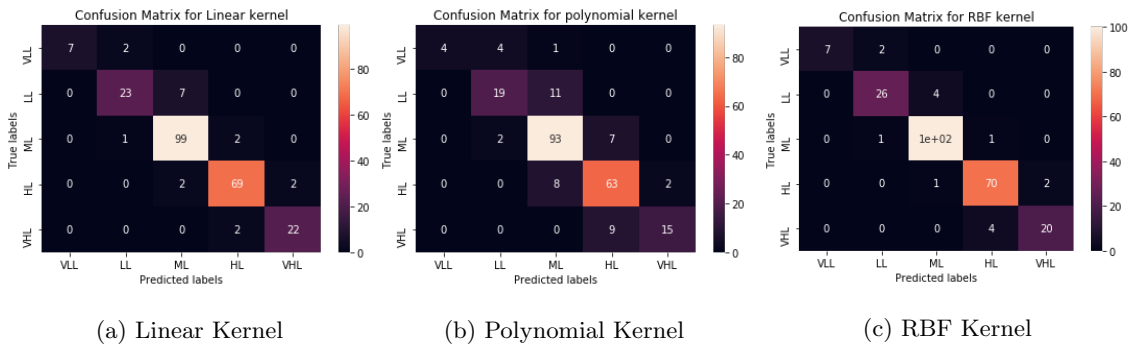 Confusion Matrix for Linear kernel
VLL 7 2 0 0 0
LL 0 23 7 0 0
ML 0 1 99 2 0
HL 0 0 2 69 2
VHL 0 0 0 2 22
VLL LL ML HL VHL
Predicted labels
True labels
80
60
40
20
0
(a) Linear Kernel
Confusion Matrix for polynomial kernel
VLL 4 4 1 0 0
LL 0 19 11 0 0
ML 0 2 93 7 0
HL 0 0 8 63 2
VHL 0 0 0 9 15
VLL LL ML HL VHL
Predicted labels
True labels
80
60
40
20
0
(b) Polynomial Kernel
Confusion Matrix for RBF kernel
VLL 7 2 0 0 0
LL 0 26 4 0 0
ML 0 1 1e+02 1 0
HL 0 0 1 70 2
VHL 0 0 0 4 20
VLL LL ML HL VHL
Predicted labels
True labels
100
80
60
40
20
0
(c) RBF Kernel